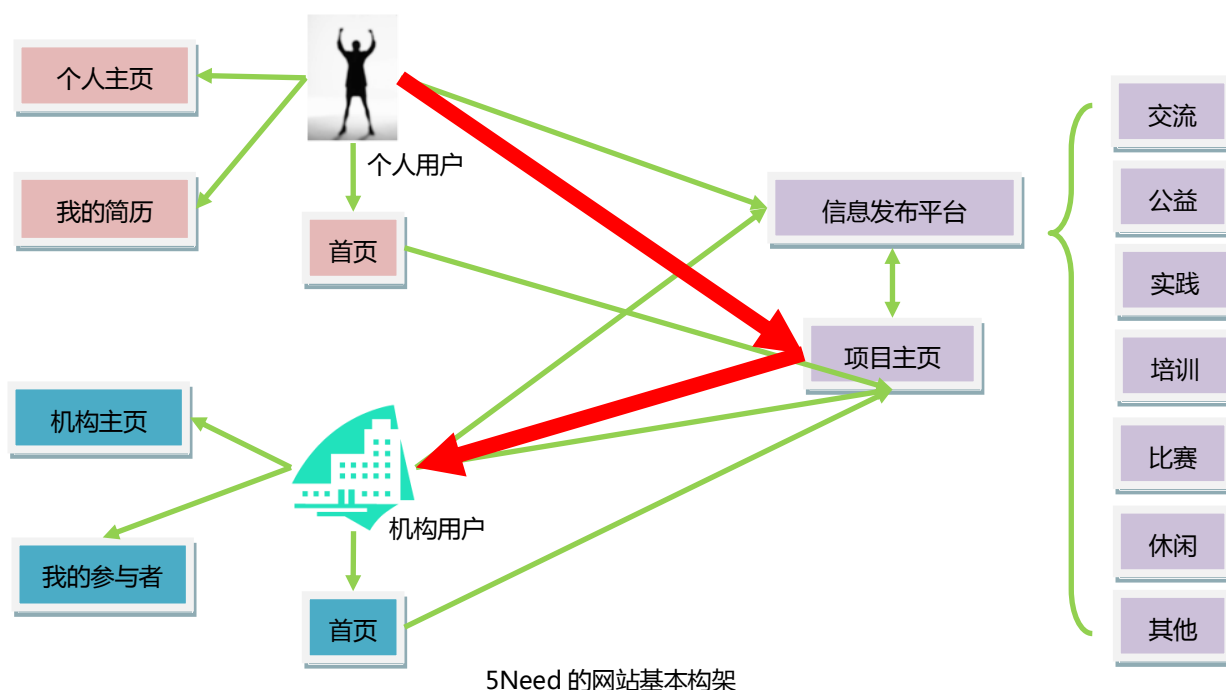 个人主页
我的简历
个人用户
首页
机构主页
我的参与者
机构用户
首页
信息发布平台
项目主页
交流
公益
实践
培训
比赛
休闲
其他
5Need 的网站基本构架